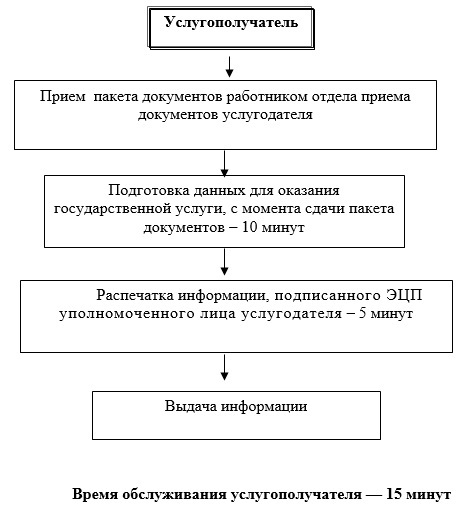 Услугополучатель
Прием пакета документов работником отдела приема
документов услугодателя
Подготовка данных для оказания
государственной услуги, с момента сдачи пакета
документов – 10 минут
Распечатка информации, подписанного ЭЦП
уполномоченного лица услугодателя – 5 минут
Выдача информации
Время обслуживания услугополучателя — 15 минут